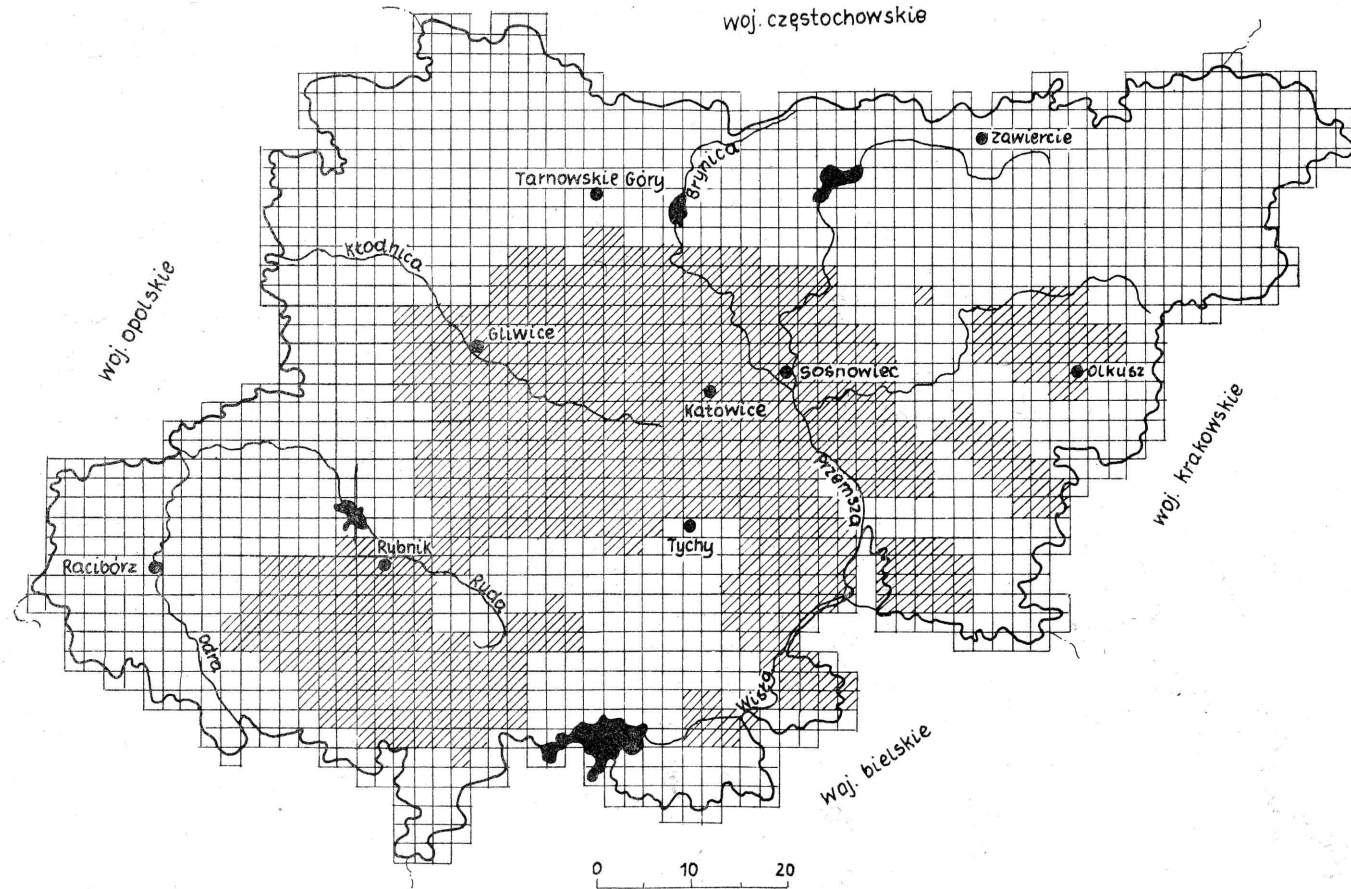 woj. częstochowskie
Zawiercie
Brynica
Tarnowskie Góry
Kłodnica
woj. opolskie
Gliwice
Sosnowiec
Olkusz
Katowice
woj. krakowskie
Przemsza
Tychy
Rybnik
Racibórz
Ruda
Odra
Wisła
woj. bielskie
0 10 20